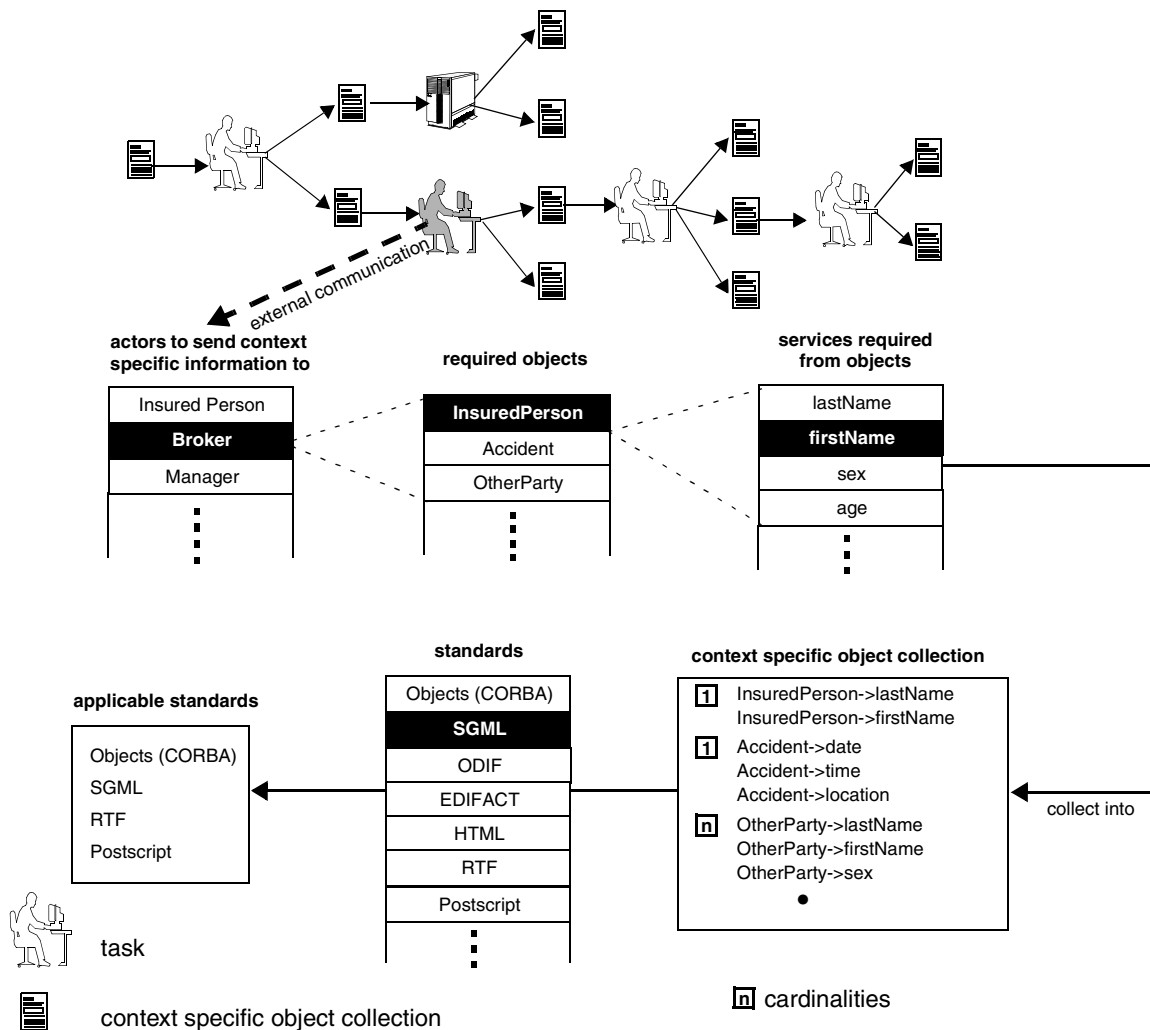 external communication
actors to send context
specific information to
Insured Person
Broker
Manager
required objects
InsuredPerson
Accident
OtherParty
services required
from objects
lastName
firstName
sex
age
applicable standards
Objects (CORBA)
SGML
RTF
Postscript
standards
Objects (CORBA)
SGML
ODIF
EDIFACT
HTML
RTF
Postscript
context specific object collection
1 InsuredPerson->lastName
InsuredPerson->firstName
1 Accident->date
Accident->time
Accident->location
n OtherParty->lastName
OtherParty->firstName
OtherParty->sex
collect into
task
context specific object collection
n cardinalities